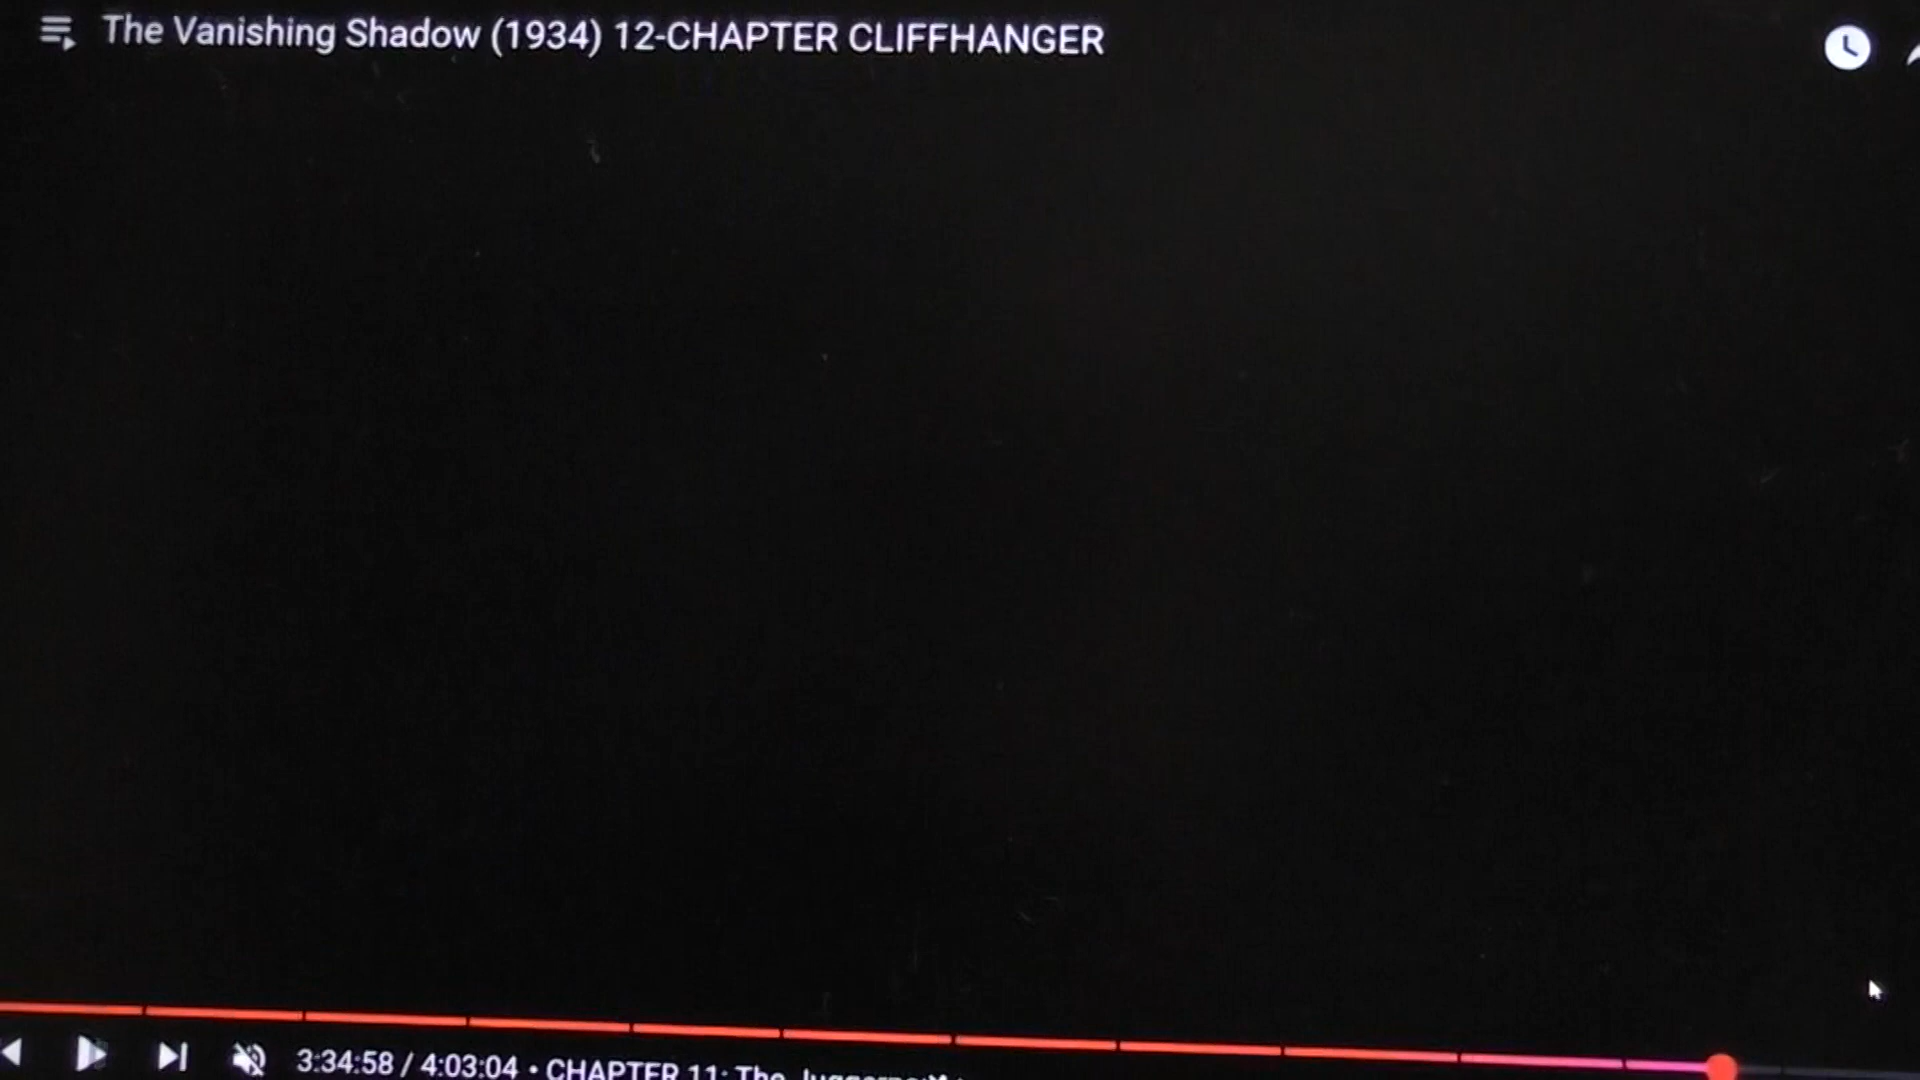 The Vanishing Shadow (1934) 12-CHAPTER CLIFFHANGER
3:34:58 / 4:03:04 • CHAPTER 11: The